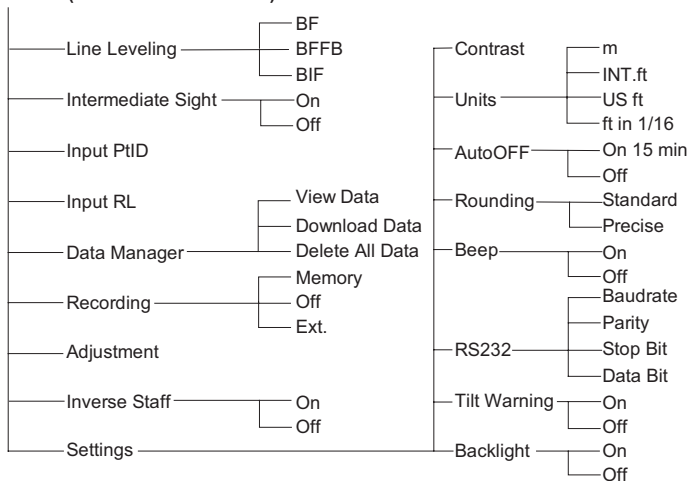 Line Leveling
BF
BFFB
BIF
Intermediate Sight
On
Off
Input PtID
Input RL
Data Manager
View Data
Download Data
Delete All Data
Recording
Memory
Off
Ext.
Adjustment
Inverse Staff
On
Off
Settings
Contrast
Units
m
INT.ft
US ft
ft in 1/16
AutoOFF
On 15 min
Off
Rounding
Standard
Precise
Beep
On
Off
RS232
Baudrate
Parity
Stop Bit
Data Bit
Tilt Warning
On
Off
Backlight
On
Off